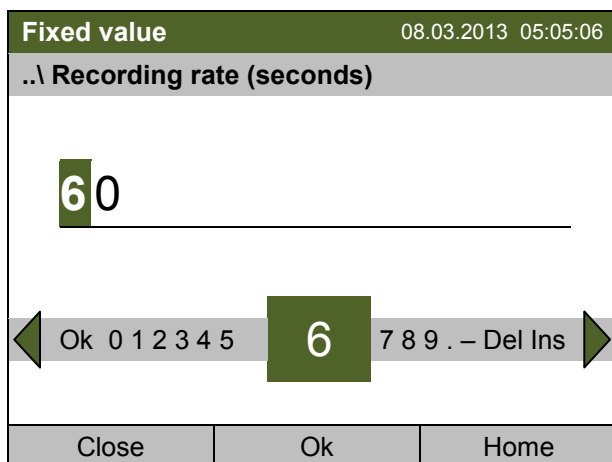 Fixed value 08.03.2013 05:05:06
..\ Recording rate (seconds)
60
Ok 0 1 2 3 4 5 6 7 8 9 . – Del Ins
Close Ok Home